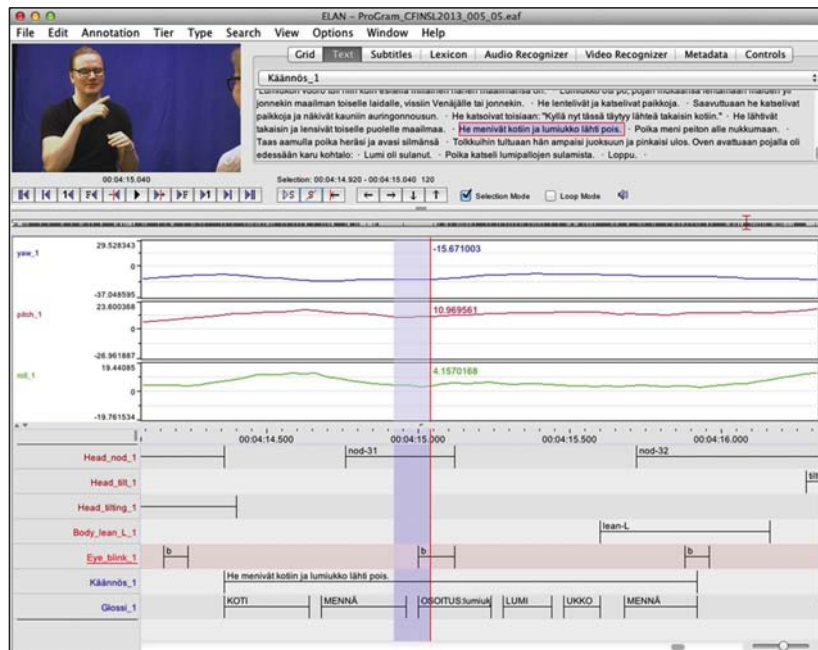 ELAN – ProGram_CFINSL2013_005_05.eaf
File Edit Annotation Tier Type Search View Options Window Help
Grid Text Subtitles Lexicon Audio Recognizer Video Recognizer Metadata Controls
Käännös_1
jonnekin maailman toiselle laidalle, vissiin Venäjälle tai jonnekin. · He lentelivät ja katselivat paikkoja. · Saavuttuaan he katselivat
paikkoja ja näkivät kauniin auringonnousun. · He katsoivat toisiaan: "Kyllä nyt tässä täytyy lähteä takaisin kotiin." · He lähtivät
takaisin ja lensivät toiselle puolelle maailmaa. · He menivät kotiin ja lumiukko lähti pois. · Poika meni peiton alle nukkumaan. ·
Taas aamulla poika heräsi ja avasi silmänsä · Tolkkuihin tultuaan hän ampaisi juoksuun ja pinkaisi ulos. Oven avattuaan pojalla oli
edessään karu kohtalo: · Lumi oli sulanut. · Poika katseli lumipallojen sulamista. · Loppu. ·
00:04:15.040 Selection: 00:04:14.920 - 00:04:15.040 120
Selection Mode Loop Mode
yaw_1 29.528343 0 -37.048595 -15.671003
pitch_1 23.600368 0 -26.961687 10.969561
roll_1 19.44085 0 -19.761534 4.1570168
00:04:14.500 00:04:15.000 00:04:15.500 00:04:16.000
Head_nod_1 nod-31 nod-32
Head_tilt_1 tilt
Head_tilting_1
Body_lean_L_1 lean-L
Eye_blink_1 b b b
Käännös_1 He menivät kotiin ja lumiukko lähti pois.
Glossi_1 KOTI MENNÄ OSOITUS:lumiuk LUMI UKKO MENNÄ